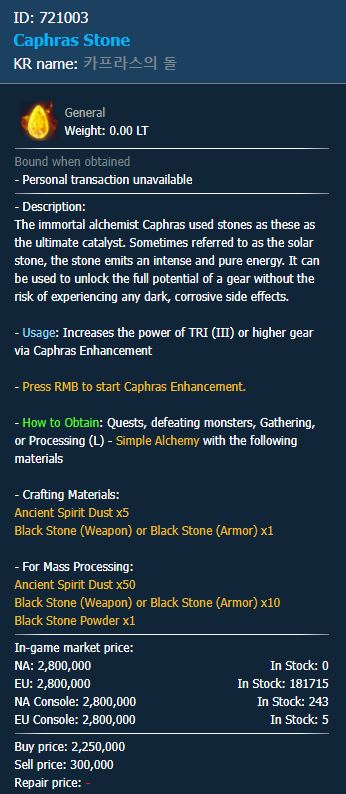 ID: 721003
Caphras Stone
KR name: 카프라스의 돌
General
Weight: 0.00 LT
Bound when obtained
- Personal transaction unavailable
- Description:
The immortal alchemist Caphras used stones as these as
the ultimate catalyst. Sometimes referred to as the solar
stone, the stone emits an intense and pure energy. It can
be used to unlock the full potential of a gear without the
risk of experiencing any dark, corrosive side effects.
- Usage: Increases the power of TRI (III) or higher gear
via Caphras Enhancement
- Press RMB to start Caphras Enhancement.
- How to Obtain: Quests, defeating monsters, Gathering,
or Processing (L) - Simple Alchemy with the following
materials
- Crafting Materials:
Ancient Spirit Dust x5
Black Stone (Weapon) or Black Stone (Armor) x1
- For Mass Processing:
Ancient Spirit Dust x50
Black Stone (Weapon) or Black Stone (Armor) x10
Black Stone Powder x1
In-game market price:
NA: 2,800,000 In Stock: 0
EU: 2,800,000 In Stock: 181715
NA Console: 2,800,000 In Stock: 243
EU Console: 2,800,000 In Stock: 5
Buy price: 2,250,000
Sell price: 300,000
Repair price: -